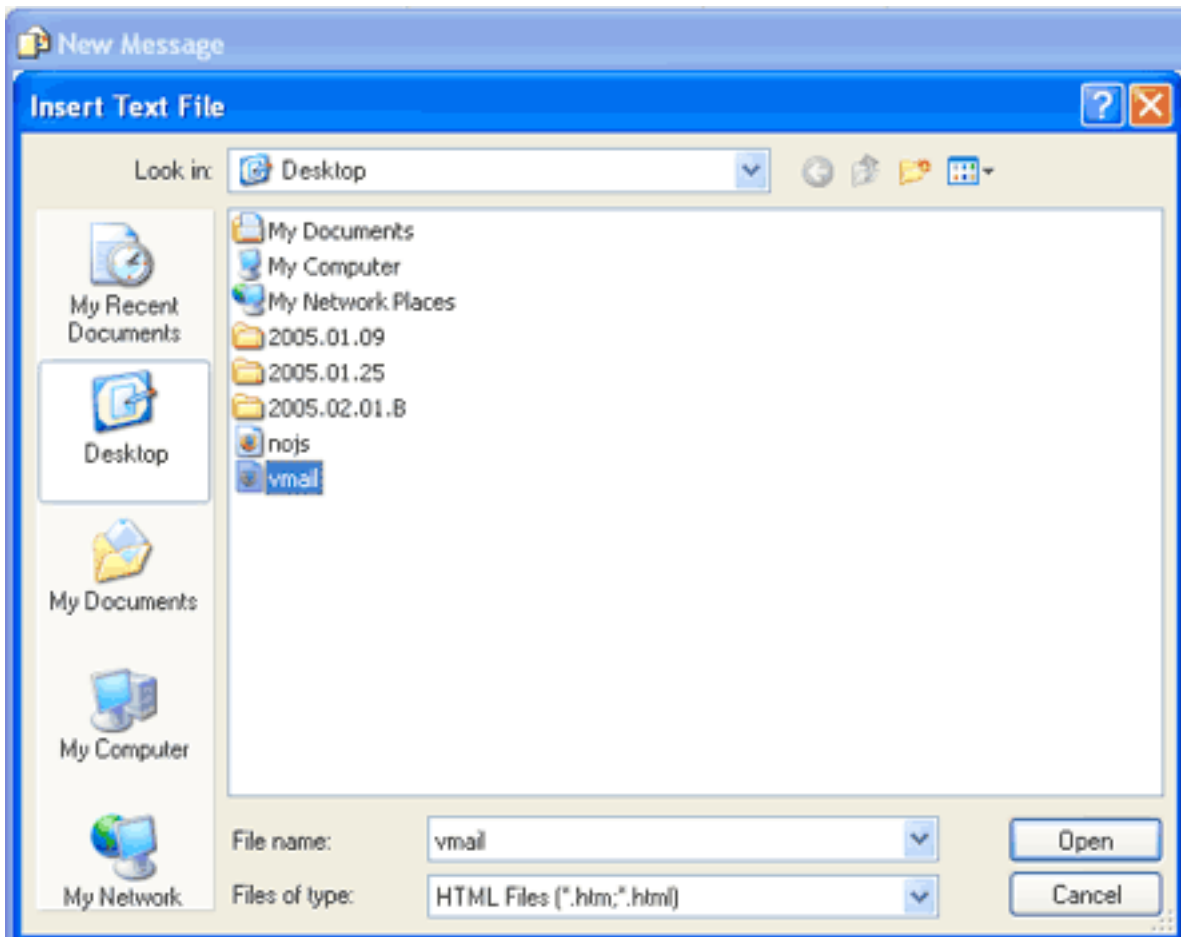 New Message
Insert Text File
Look in: Desktop
My Recent
Documents
Desktop
My Documents
My Computer
My Network
My Documents
My Computer
My Network Places
2005.01.09
2005.01.25
2005.02.01.B
nojs
vmail
File name: vmail Open
Files of type: HTML Files (*.htm;*.html) Cancel